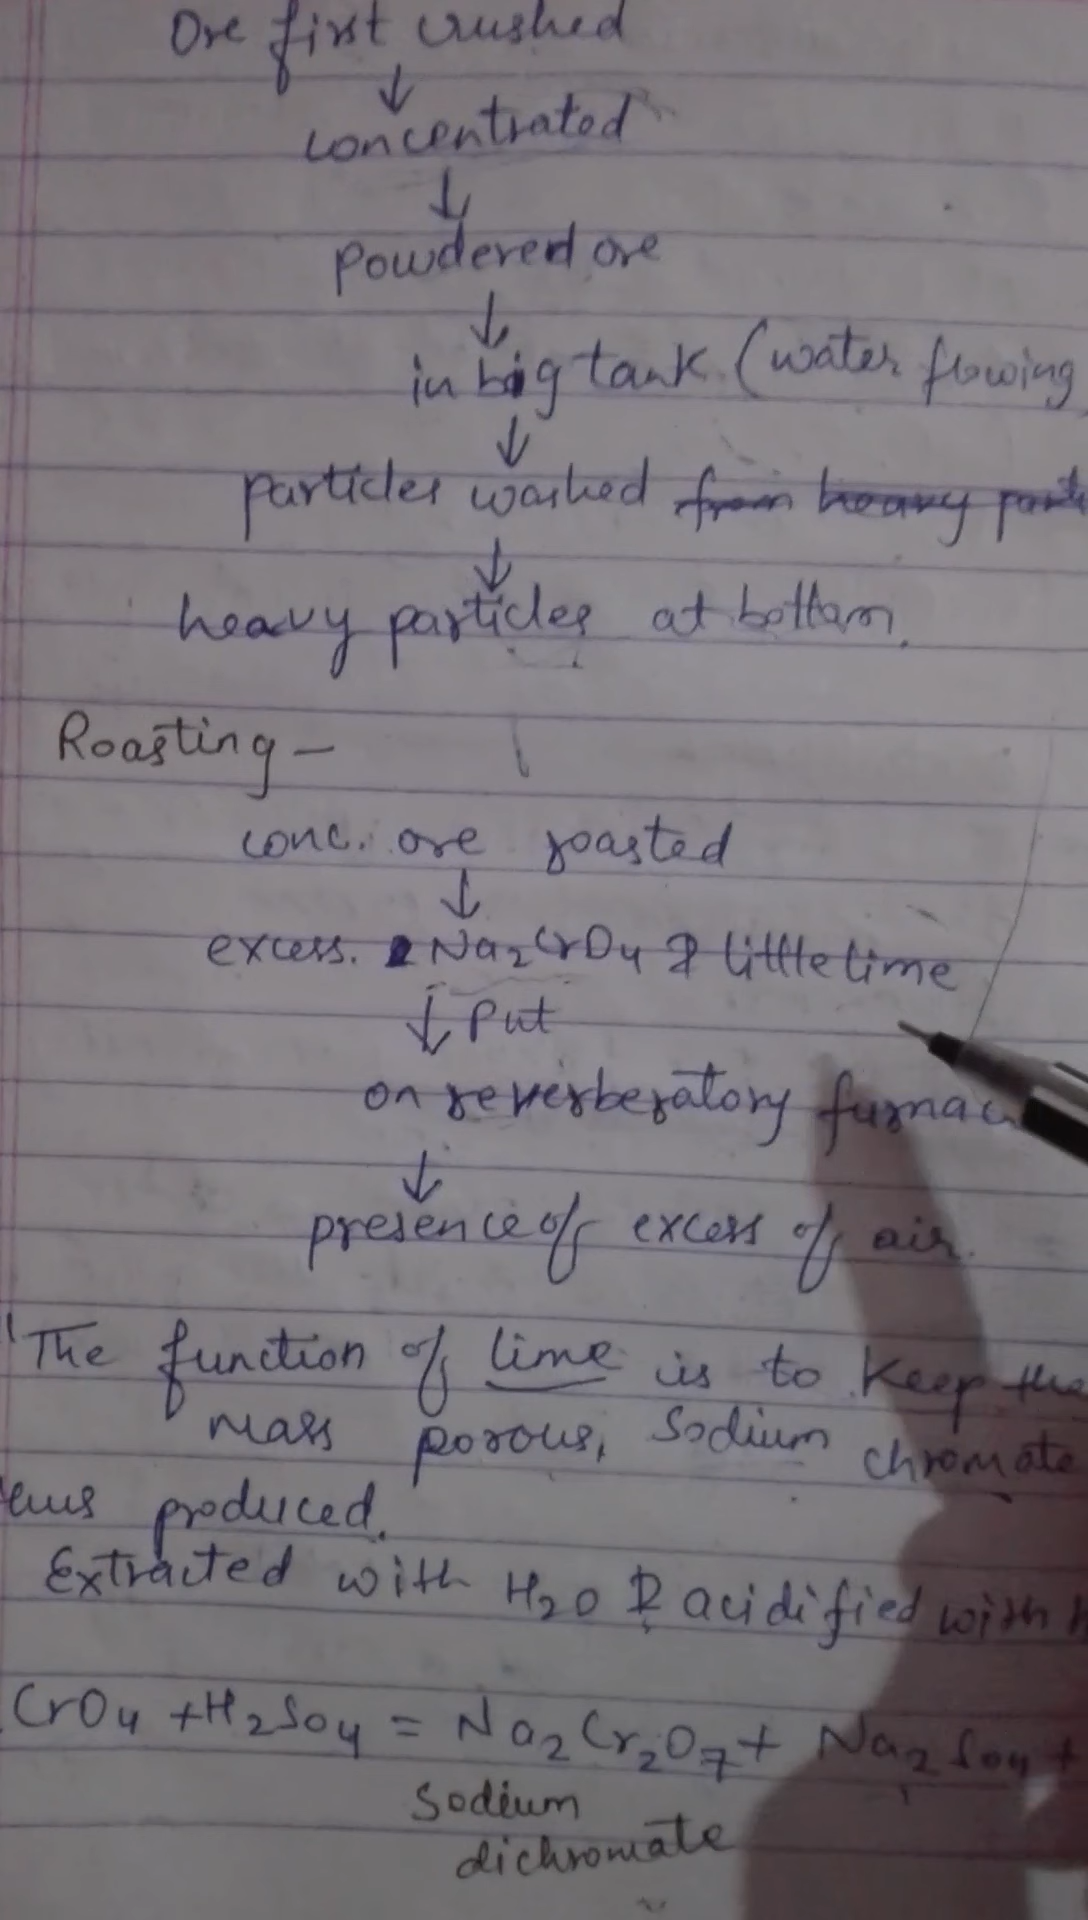 Ore first crushed
↓
concentrated
↓
powdered ore
↓
in big tank (water flowing
↓
particles washed from heavy
↓
heavy particles at bottom.
Roasting -
conc. ore roasted
↓
excess. Na2CrO4 & little lime
↓ Put
on reverberatory
↓
presence of excess of air.
"The function of lime is to keep the
mass porous, Sodium chromate
produced.
Extracted with H2O & acidified with
CrO4 + H2SO4 = Na2Cr2O7 + Na2SO4 +
Sodium
dichromate